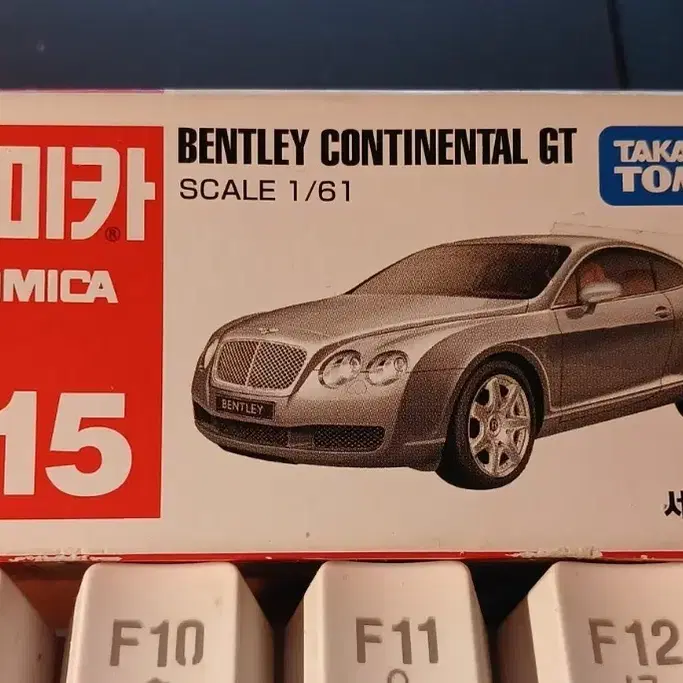 미카®
OMICA
15
BENTLEY CONTINENTAL GT
SCALE 1/61
TAKA
TOM
BENTLEY
F10
F11
F12